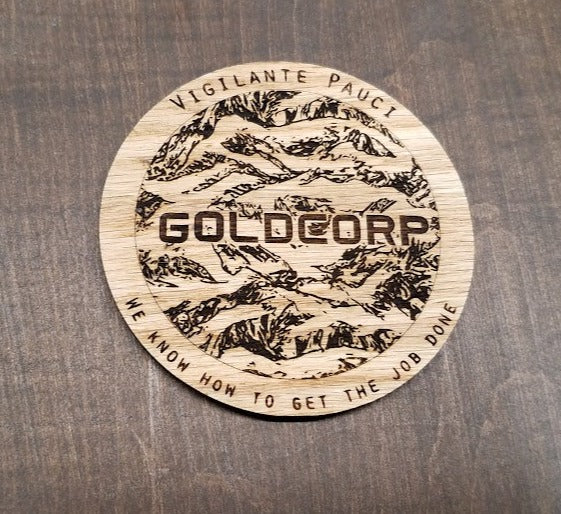 VIGILANTE PAUCI
GOLDCORP
WE KNOW HOW TO GET THE JOB DONE